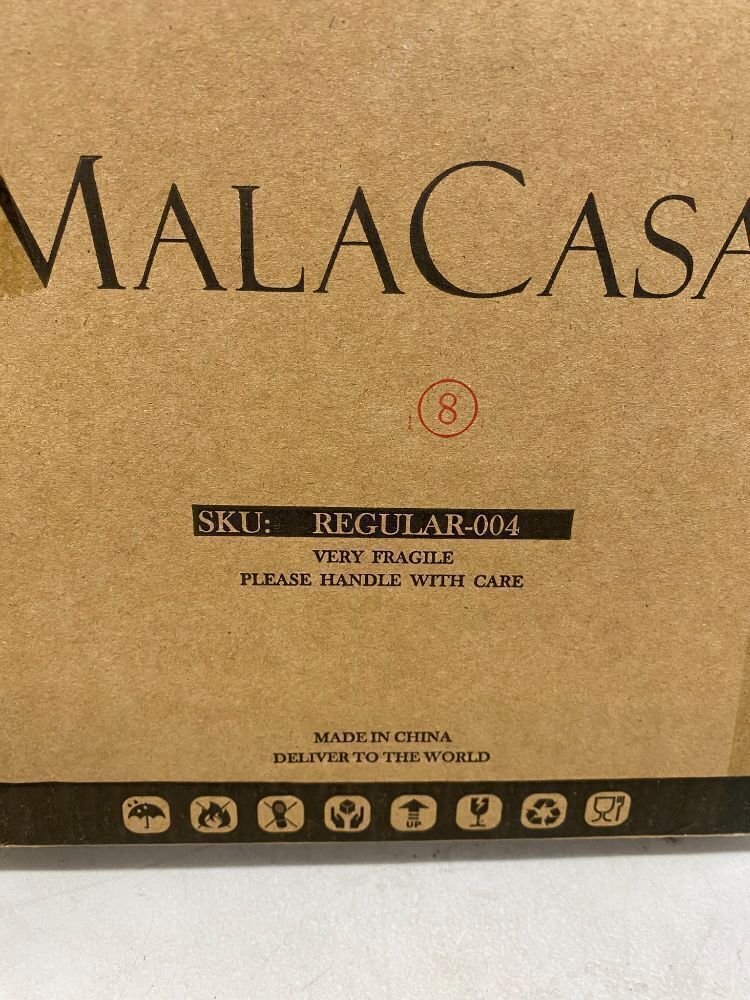 MALACASA
8
SKU: REGULAR-004
VERY FRAGILE
PLEASE HANDLE WITH CARE
MADE IN CHINA
DELIVER TO THE WORLD
UP